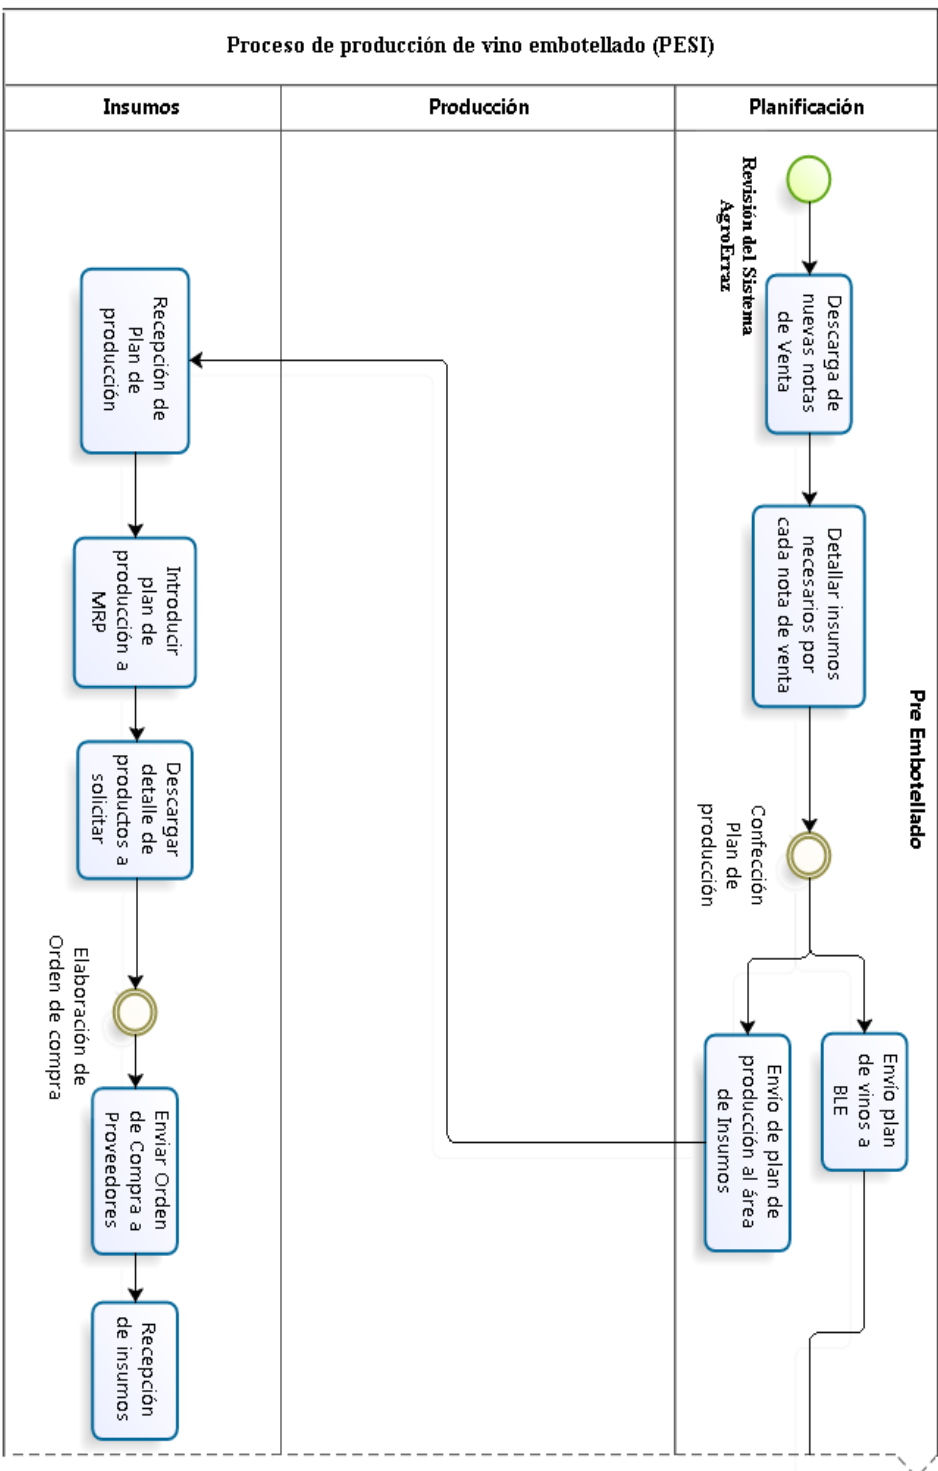 Proceso de producción de vino embotellado (PESI)
Insumos
Producción
Planificación
Pre Embotellado
Revisión del Sistema
AgroErraz
Descarga de
nuevas notas
de Venta
Detallar insumos
necesarios por
cada nota de venta
Confección
Plan de
producción
Envío plan
de vinos a
BLE
Envío de plan de
producción al área
de Insumos
Recepción de
Plan de
producción
Introducir
plan de
producción a
MRP
Descargar
detalle de
productos a
solicitar
Elaboración de
Orden de compra
Enviar Orden
de Compra a
Proveedores
Recepción
de insumos